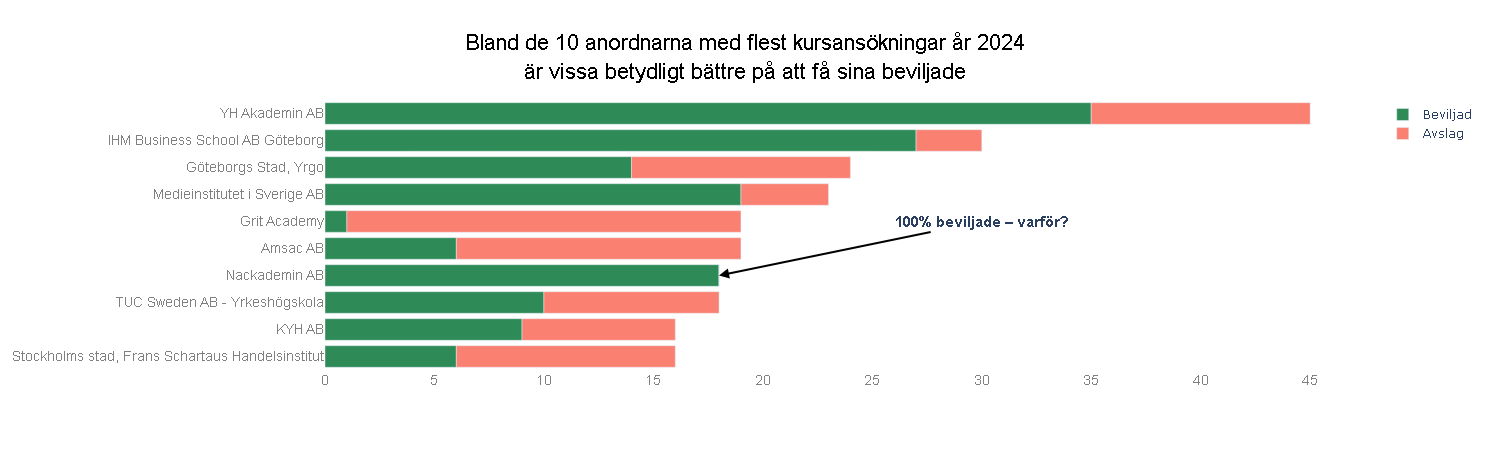 Bland de 10 anordnarna med flest kursansökningar år 2024
är vissa betydligt bättre på att få sina beviljade
YH Akademin AB
IHM Business School AB Göteborg
Göteborgs Stad, Yrgo
Medieinstitutet i Sverige AB
Grit Academy
Amsac AB
Nackademin AB
TUC Sweden AB - Yrkeshögskola
KYH AB
Stockholms stad, Frans Schartaus Handelsinstitut
0 5 10 15 20 25 30 35 40 45
100% beviljade – varför?
Beviljad
Avslag